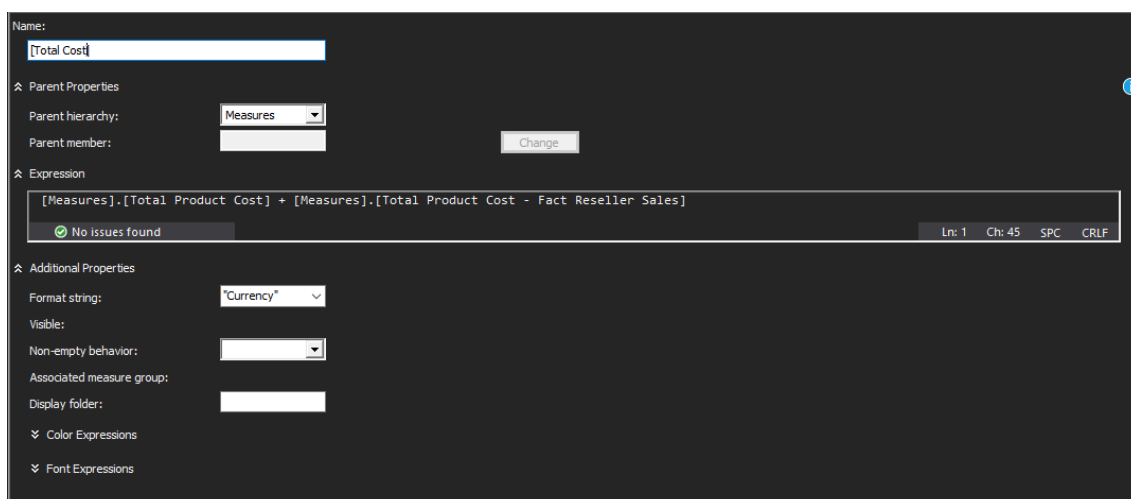 Name:
[Total Cost]
Parent Properties
Parent hierarchy: Measures
Parent member: Change
Expression
[Measures].[Total Product Cost] + [Measures].[Total Product Cost - Fact Reseller Sales]
No issues found Ln: 1 Ch: 45 SPC CRLF
Additional Properties
Format string: "Currency"
Visible:
Non-empty behavior:
Associated measure group:
Display folder:
Color Expressions
Font Expressions